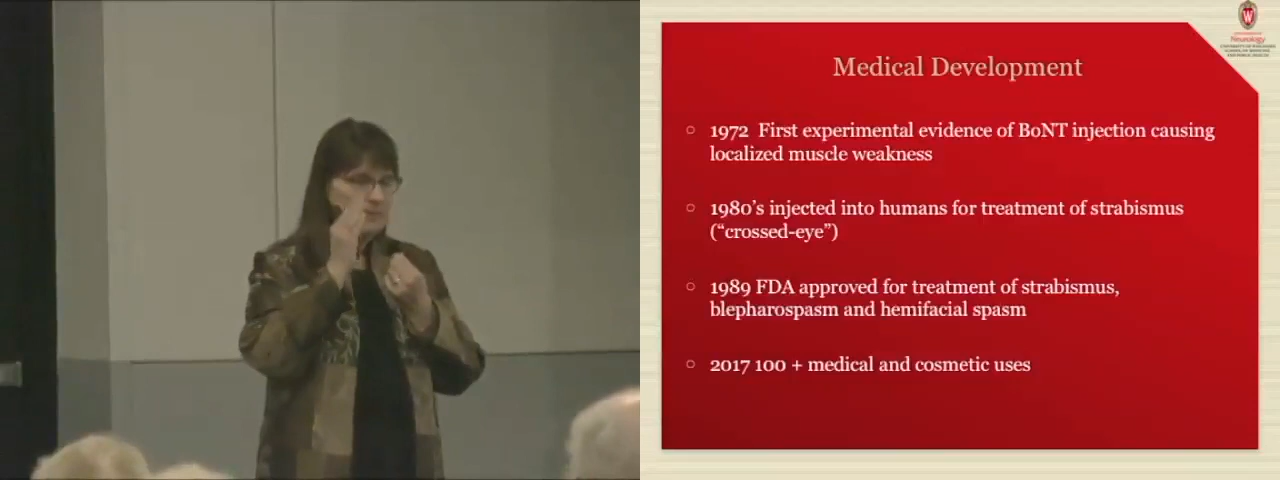 W
Neurology
Medical Development
1972  First experimental evidence of BoNT injection causing
localized muscle weakness
1980's injected into humans for treatment of strabismus
("crossed-eye")
1989 FDA approved for treatment of strabismus,
blepharospasm and hemifacial spasm
2017 100 + medical and cosmetic uses